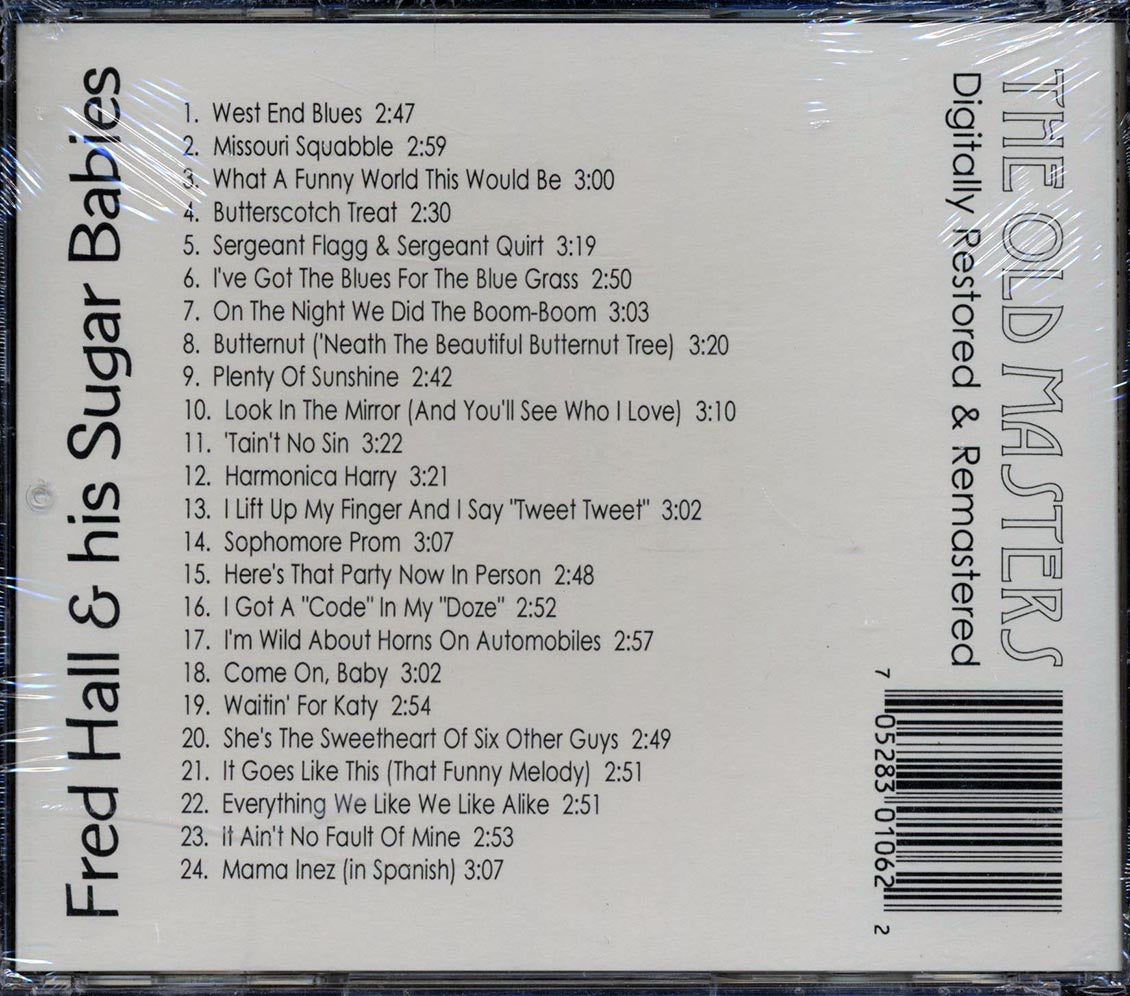 Fred Hall & his Sugar Babies
1. West End Blues 2:47
2. Missouri Squabble 2:59
3. What A Funny World This Would Be 3:00
4. Butterscotch Treat 2:30
5. Sergeant Flagg & Sergeant Quirt 3:19
6. I've Got The Blues For The Blue Grass 2:50
7. On The Night We Did The Boom-Boom 3:03
8. Butternut ('Neath The Beautiful Butternut Tree) 3:20
9. Plenty Of Sunshine 2:42
10. Look In The Mirror (And You'll See Who I Love) 3:10
11. 'Tain't No Sin 3:22
12. Harmonica Harry 3:21
13. I Lift Up My Finger And I Say "Tweet Tweet" 3:02
14. Sophomore Prom 3:07
15. Here's That Party Now In Person 2:48
16. I Got A "Code" In My "Doze" 2:52
17. I'm Wild About Horns On Automobiles 2:57
18. Come On, Baby 3:02
19. Waitin' For Katy 2:54
20. She's The Sweetheart Of Six Other Guys 2:49
21. It Goes Like This (That Funny Melody) 2:51
22. Everything We Like We Like Alike 2:51
23. It Ain't No Fault Of Mine 2:53
24. Mama Inez (in Spanish) 3:07
THE OLD MASTERS
Digitally Restored & Remastered
7 05283 01062 2